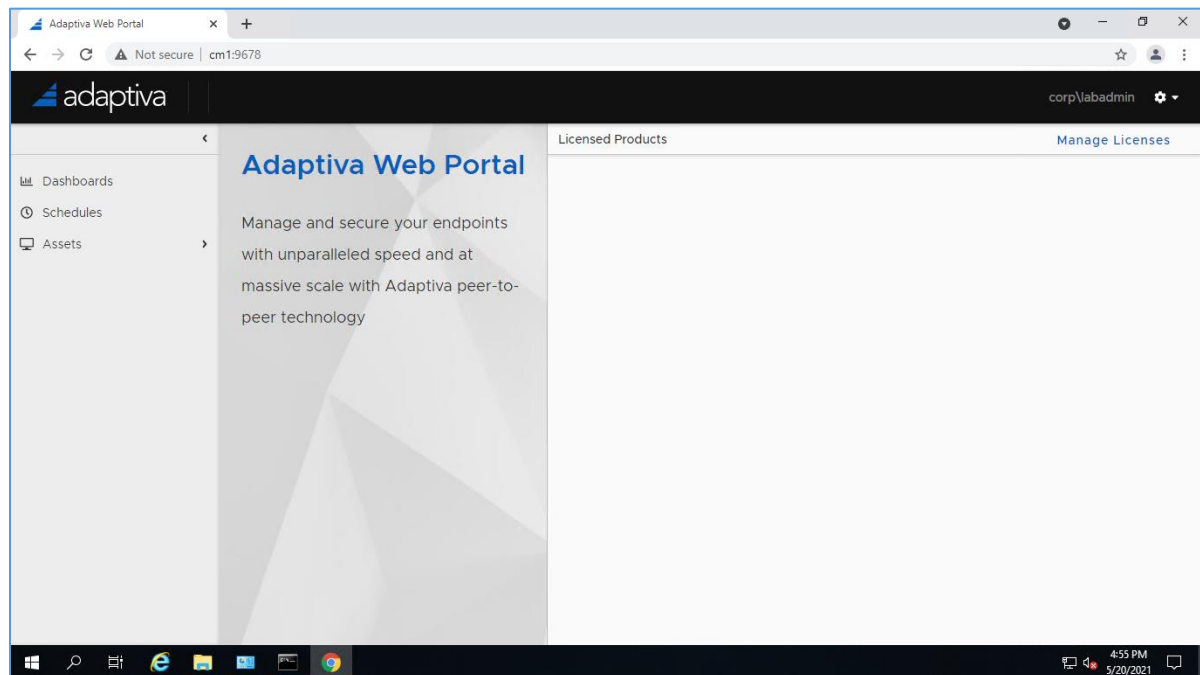 Adaptiva Web Portal
Not secure | cm1:9678
adaptiva
corp\labadmin
Licensed Products
Manage Licenses
Dashboards
Schedules
Assets
Adaptiva Web Portal
Manage and secure your endpoints
with unparalleled speed and at
massive scale with Adaptiva peer-to-
peer technology
4:55 PM
5/20/2021